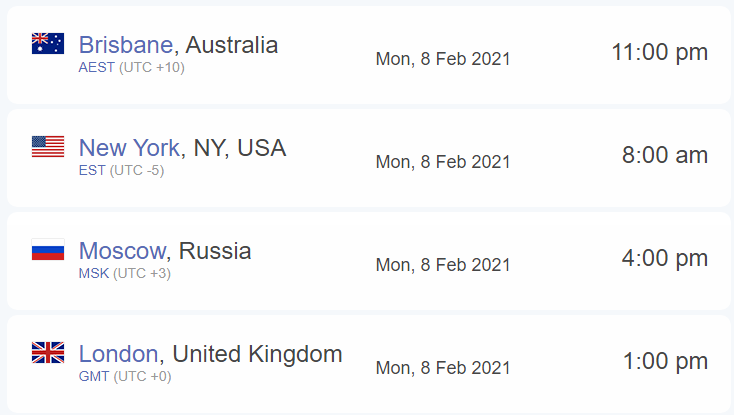 Brisbane, Australia
AEST (UTC +10)
Mon, 8 Feb 2021
11:00 pm
New York, NY, USA
EST (UTC -5)
Mon, 8 Feb 2021
8:00 am
Moscow, Russia
MSK (UTC +3)
Mon, 8 Feb 2021
4:00 pm
London, United Kingdom
GMT (UTC +0)
Mon, 8 Feb 2021
1:00 pm